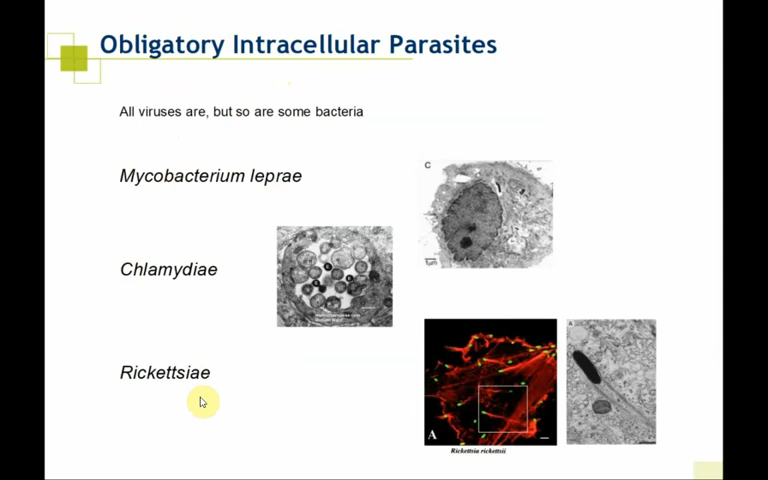 Obligatory Intracellular Parasites
All viruses are, but so are some bacteria
Mycobacterium leprae
C
Chlamydiae
Rickettsiae
A
A
Rickettsia rickettsii